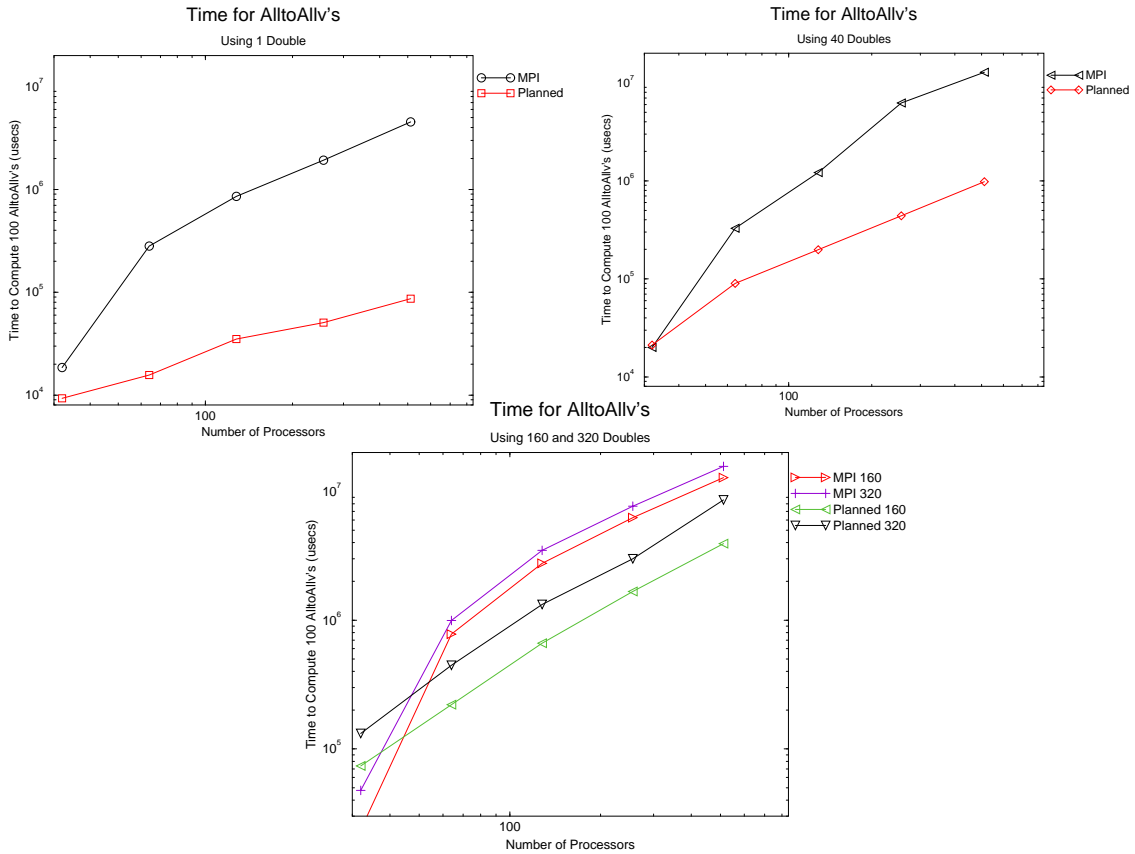 Time for AlltoAllv's
Using 1 Double
10^7
10^6
10^5
10^4
Time to Compute 100 AlltoAllv's (usecs)
100
Number of Processors
MPI
Planned
Time for AlltoAllv's
Using 40 Doubles
10^7
10^6
10^5
10^4
Time to Compute 100 AlltoAllv's (usecs)
100
Number of Processors
MPI
Planned
Time for AlltoAllv's
Using 160 and 320 Doubles
10^7
10^6
10^5
Time to Compute 100 AlltoAllv's (usecs)
100
Number of Processors
MPI 160
MPI 320
Planned 160
Planned 320